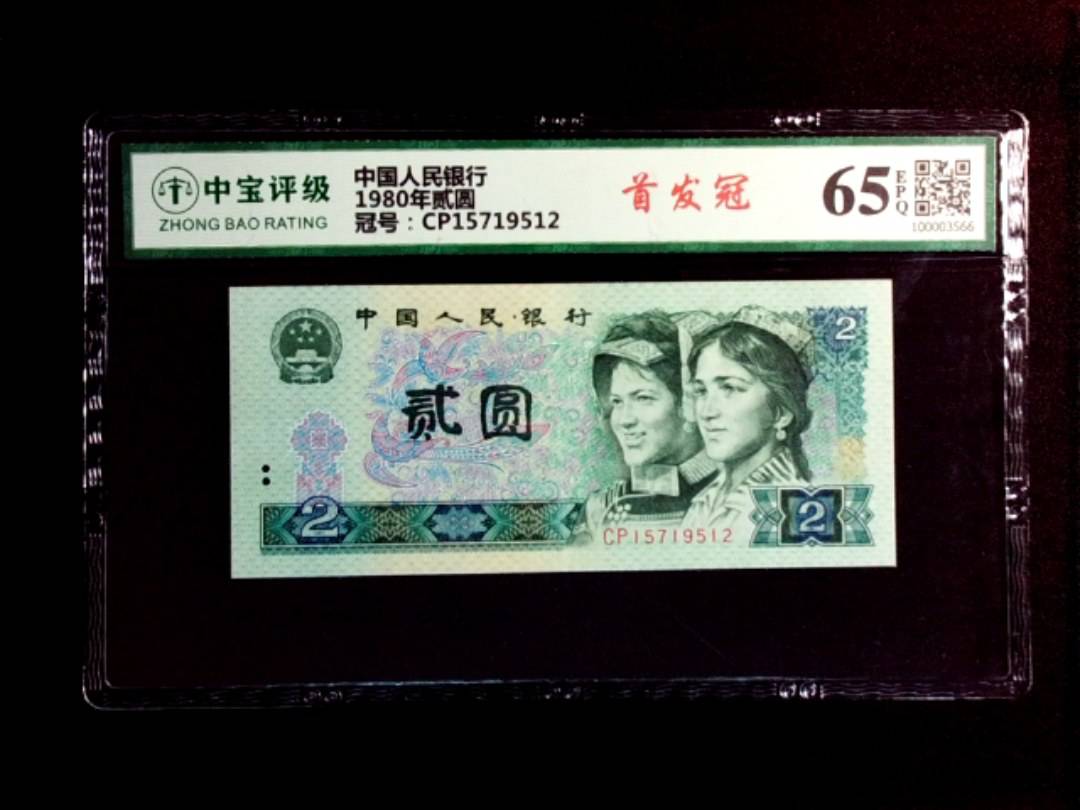 中宝评级
ZHONG BAO RATING
中国人民银行
1980年贰圆
冠号：CP15719512
首发冠
65
EPQ
100003566
中国人民银行
2
贰圆
2
CP15719512
2